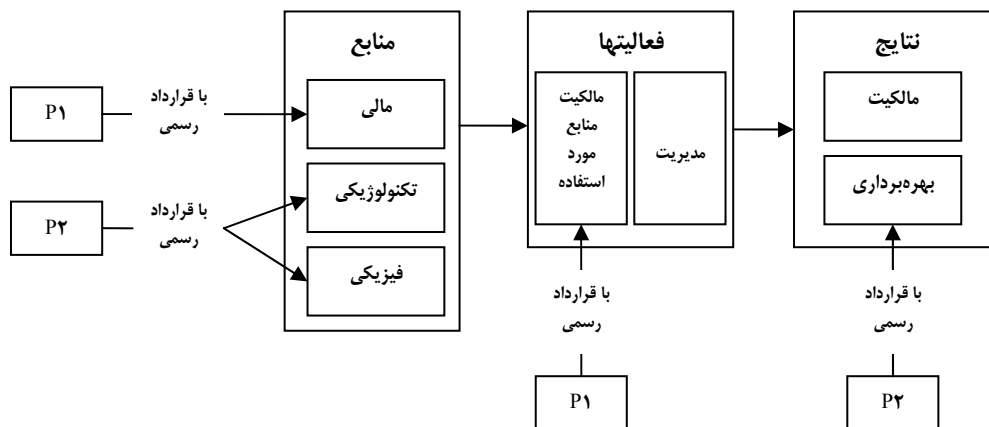 منابع
فعالیتها
نتایج
P۱
با قرارداد
رسمی
مالی
P۲
با قرارداد
رسمی
تکنولوژیکی
فیزیکی
مالکیت
منابع
مورد
استفاده
مدیریت
مالکیت
بهره‌برداری
با قرارداد
رسمی
P۱
با قرارداد
رسمی
P۲